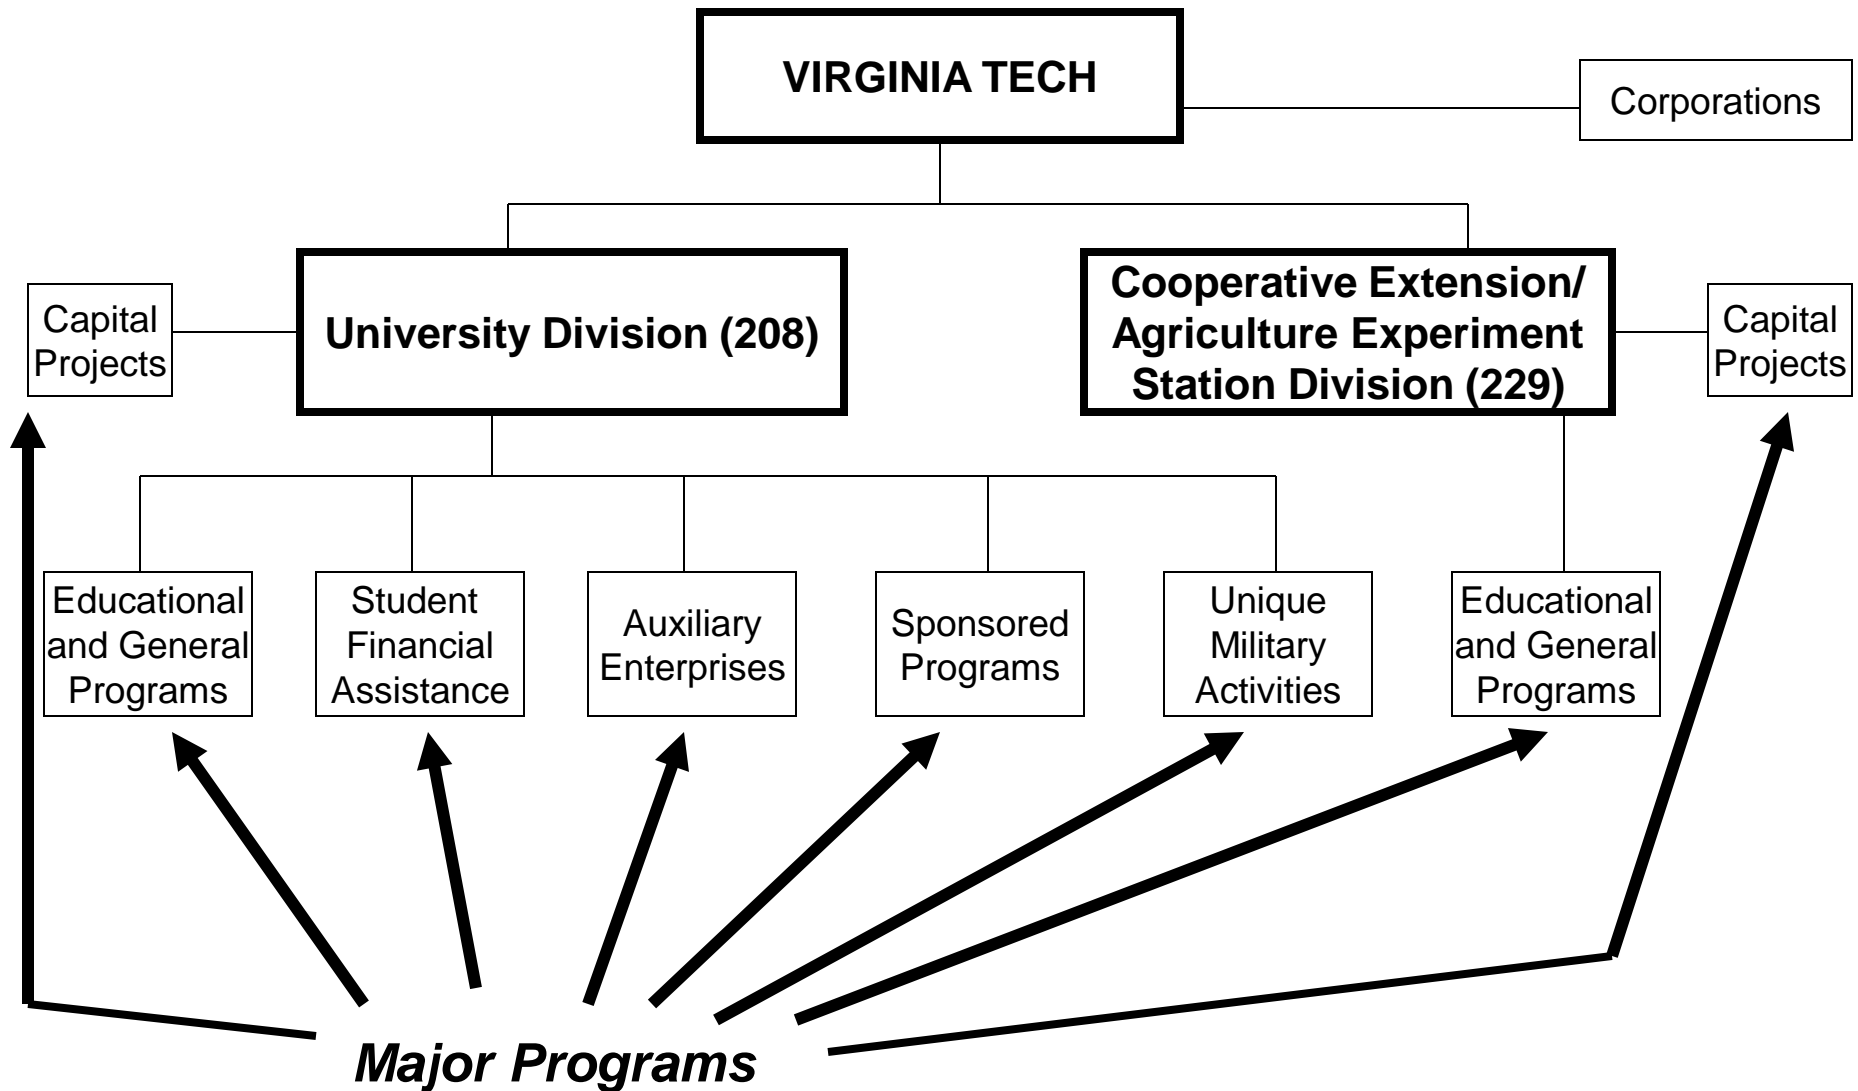 VIRGINIA TECH
Corporations
Capital
Projects
University Division (208)
Cooperative Extension/
Agriculture Experiment
Station Division (229)
Capital
Projects
Educational
and General
Programs
Student
Financial
Assistance
Auxiliary
Enterprises
Sponsored
Programs
Unique
Military
Activities
Educational
and General
Programs
Major Programs